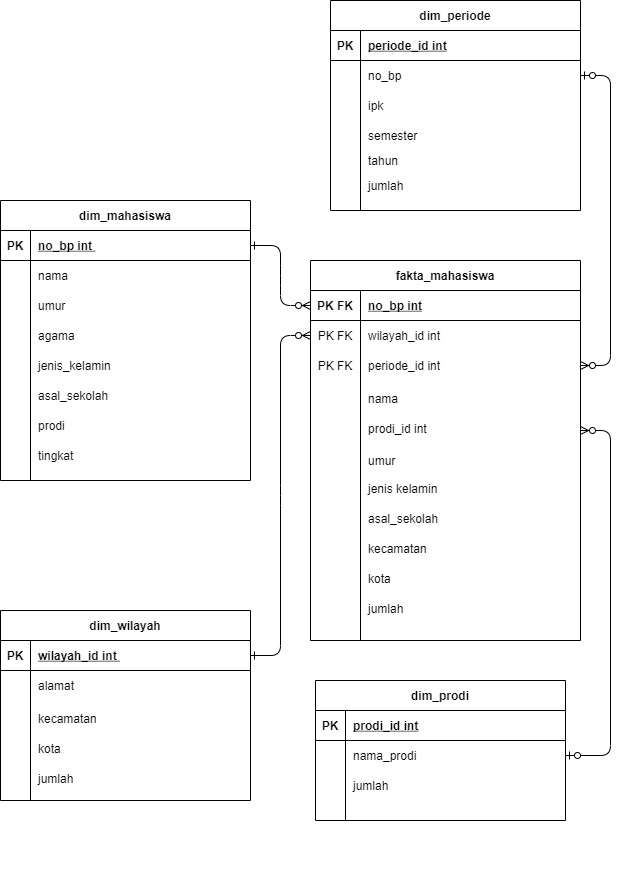 dim_periode
PK periode_id int
no_bp
ipk
semester
tahun
jumlah
dim_mahasiswa
PK no_bp int
nama
umur
agama
jenis_kelamin
asal_sekolah
prodi
tingkat
fakta_mahasiswa
PK FK no_bp int
PK FK wilayah_id int
PK FK periode_id int
nama
prodi_id int
umur
jenis kelamin
asal_sekolah
kecamatan
kota
jumlah
dim_wilayah
PK wilayah_id int
alamat
kecamatan
kota
jumlah
dim_prodi
PK prodi_id int
nama_prodi
jumlah